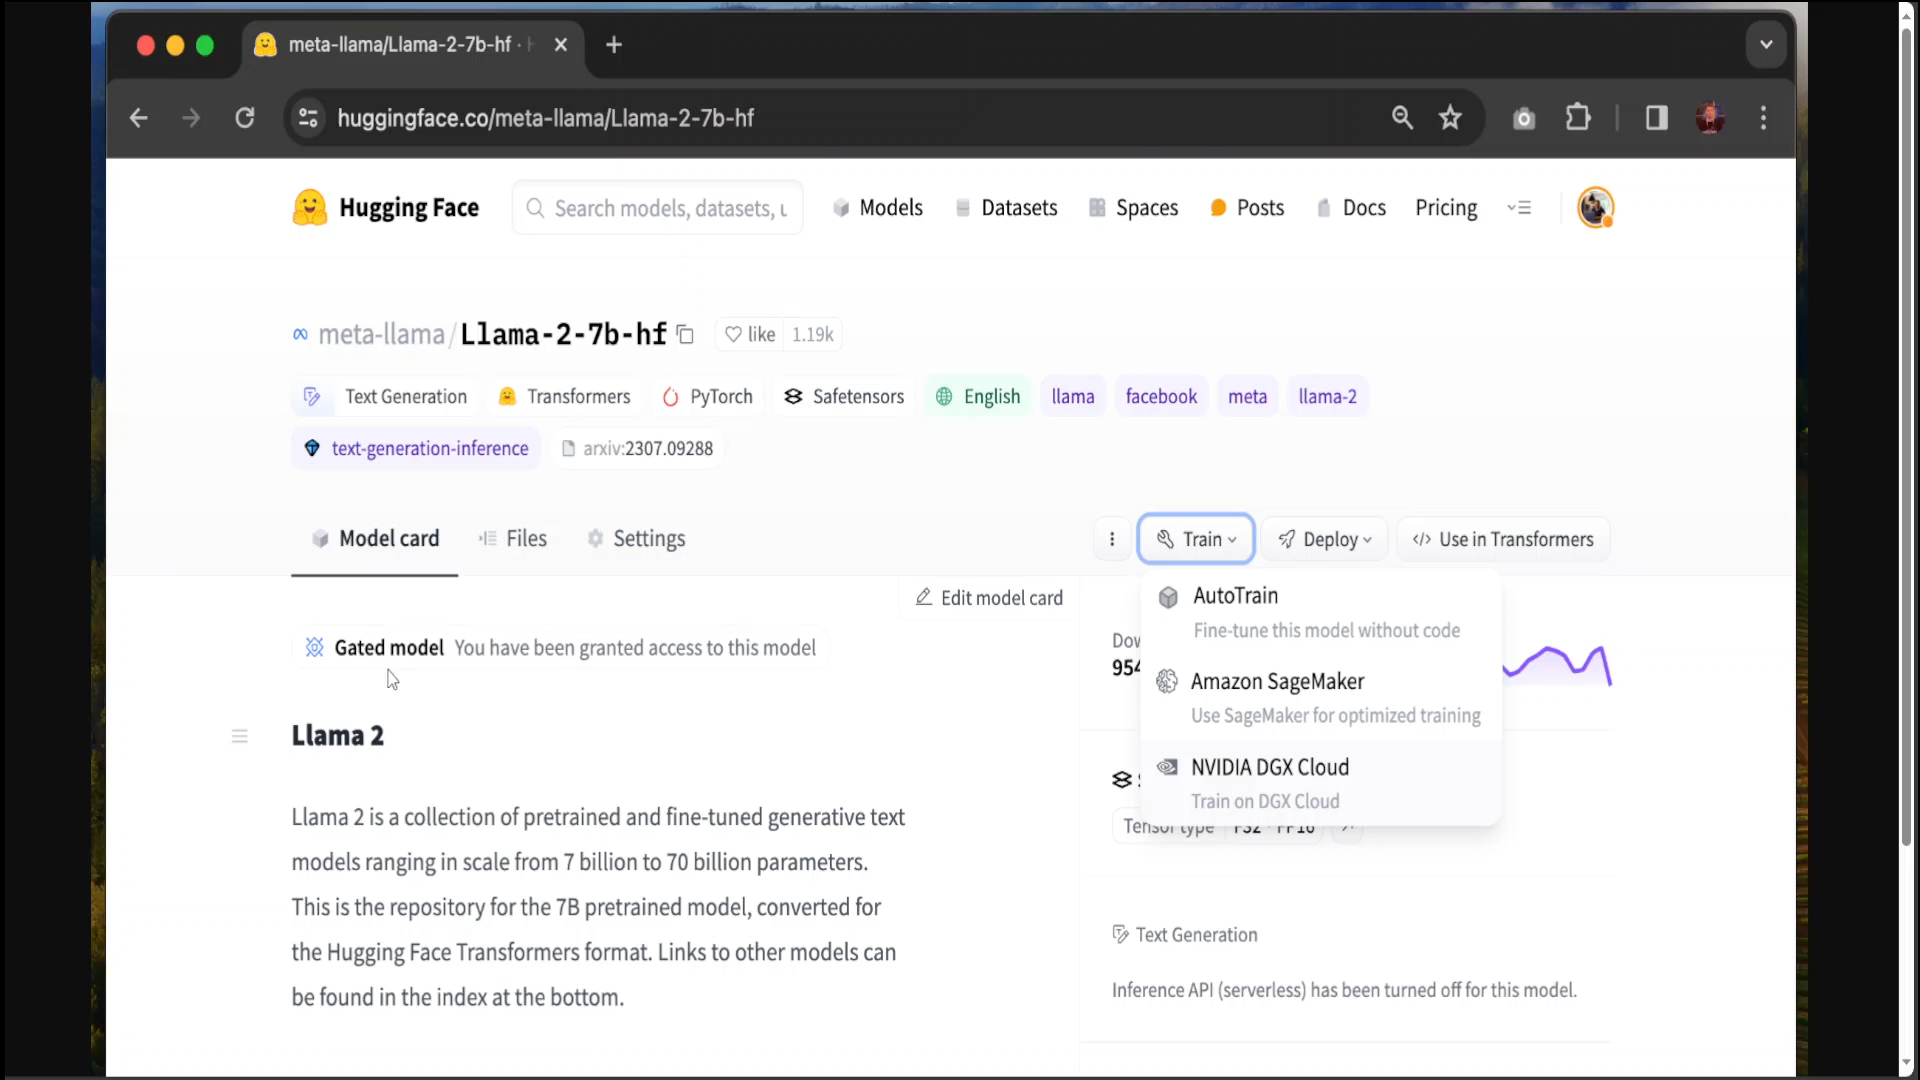 meta-llama/Llama-2-7b-hf ·
huggingface.co/meta-llama/Llama-2-7b-hf
Hugging Face
Search models, datasets, u
Models
Datasets
Spaces
Posts
Docs
Pricing
meta-llama/Llama-2-7b-hf
like 1.19k
Text Generation
Transformers
PyTorch
Safetensors
English
llama
facebook
meta
llama-2
text-generation-inference
arxiv:2307.09288
Model card
Files
Settings
Train
Deploy
</> Use in Transformers
Edit model card
AutoTrain
Fine-tune this model without code
Amazon SageMaker
Use SageMaker for optimized training
NVIDIA DGX Cloud
Train on DGX Cloud
Gated model You have been granted access to this model
Llama 2
Llama 2 is a collection of pretrained and fine-tuned generative text
models ranging in scale from 7 billion to 70 billion parameters.
This is the repository for the 7B pretrained model, converted for
the Hugging Face Transformers format. Links to other models can
be found in the index at the bottom.
Dow
954
Tensor type F32 · FP16
Text Generation
Inference API (serverless) has been turned off for this model.